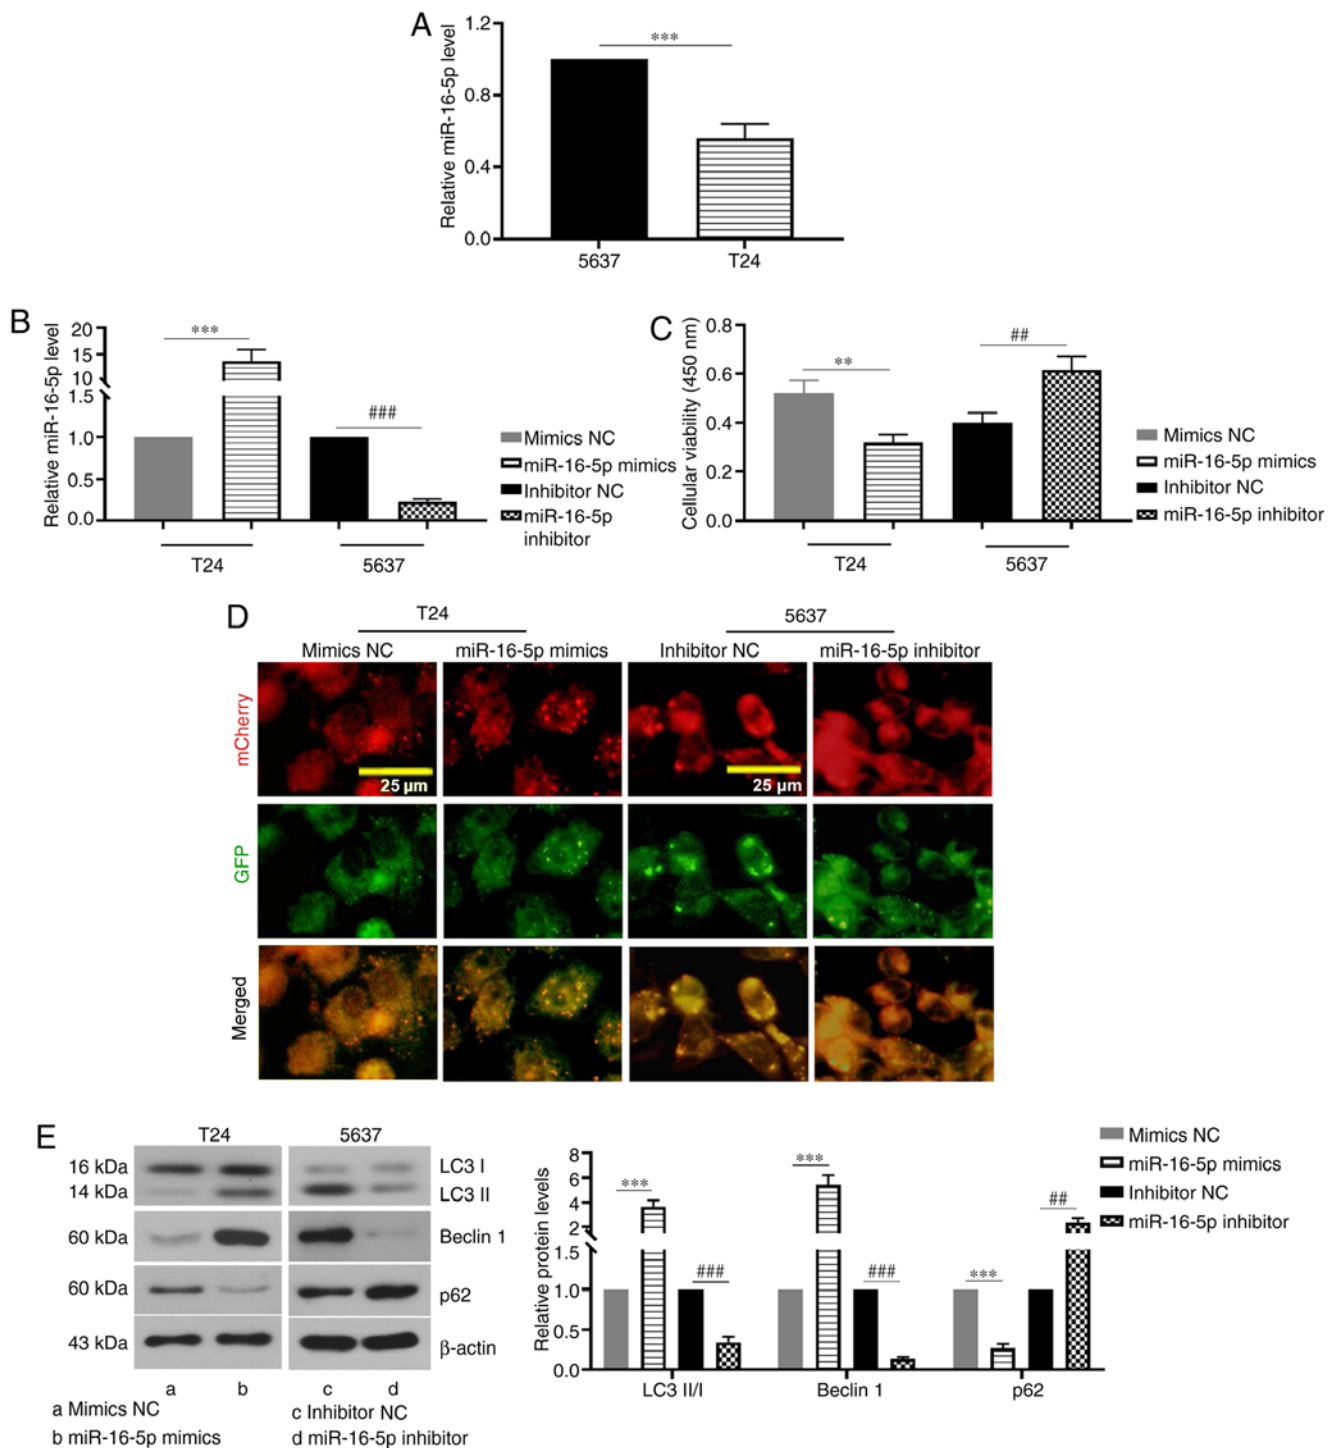 A
Relative miR-16-5p level
1.2
0.8
0.4
0.0
***
5637
T24
B
Relative miR-16-5p level
20
15
10
1.5
1.0
0.5
0.0
***
###
T24
5637
Mimics NC
miR-16-5p mimics
Inhibitor NC
miR-16-5p
inhibitor
C
Cellular viability (450 nm)
0.8
0.6
0.4
0.2
0.0
**
##
T24
5637
Mimics NC
miR-16-5p mimics
Inhibitor NC
miR-16-5p inhibitor
D
T24
5637
Mimics NC
miR-16-5p mimics
Inhibitor NC
miR-16-5p inhibitor
mCherry
25 µm
25 µm
GFP
Merged
E
T24
5637
16 kDa
LC3 I
14 kDa
LC3 II
60 kDa
Beclin 1
60 kDa
p62
43 kDa
β-actin
a
b
c
d
a Mimics NC
c Inhibitor NC
b miR-16-5p mimics
d miR-16-5p inhibitor
Relative protein levels
8
6
4
2
1.5
1.0
0.5
0.0
***
###
***
###
***
##
LC3 II/I
Beclin 1
p62
Mimics NC
miR-16-5p mimics
Inhibitor NC
miR-16-5p inhibitor